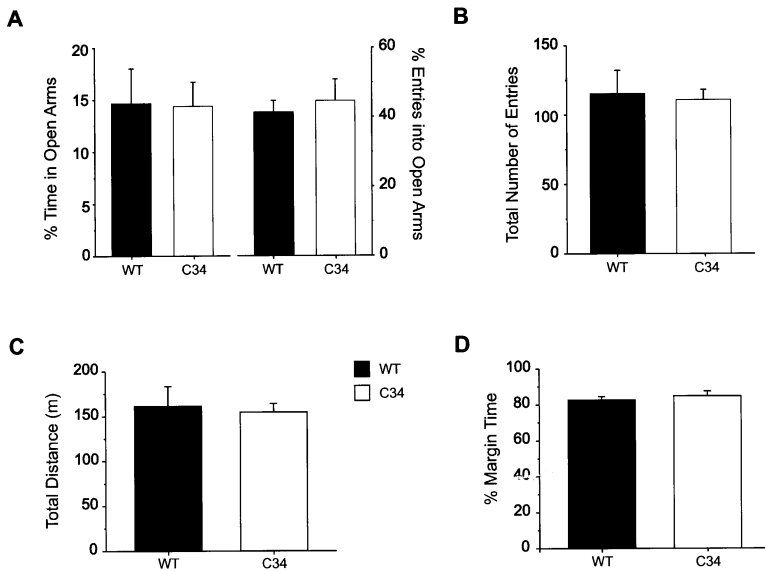 A
% Time in Open Arms
20
15
10
5
0
WT
C34
WT
C34
60
40
20
0
% Entries into Open Arms
B
Total Number of Entries
150
100
50
0
WT
C34
C
Total Distance (m)
200
150
100
50
0
WT
C34
WT
C34
D
% Margin Time
100
80
60
40
20
0
WT
C34